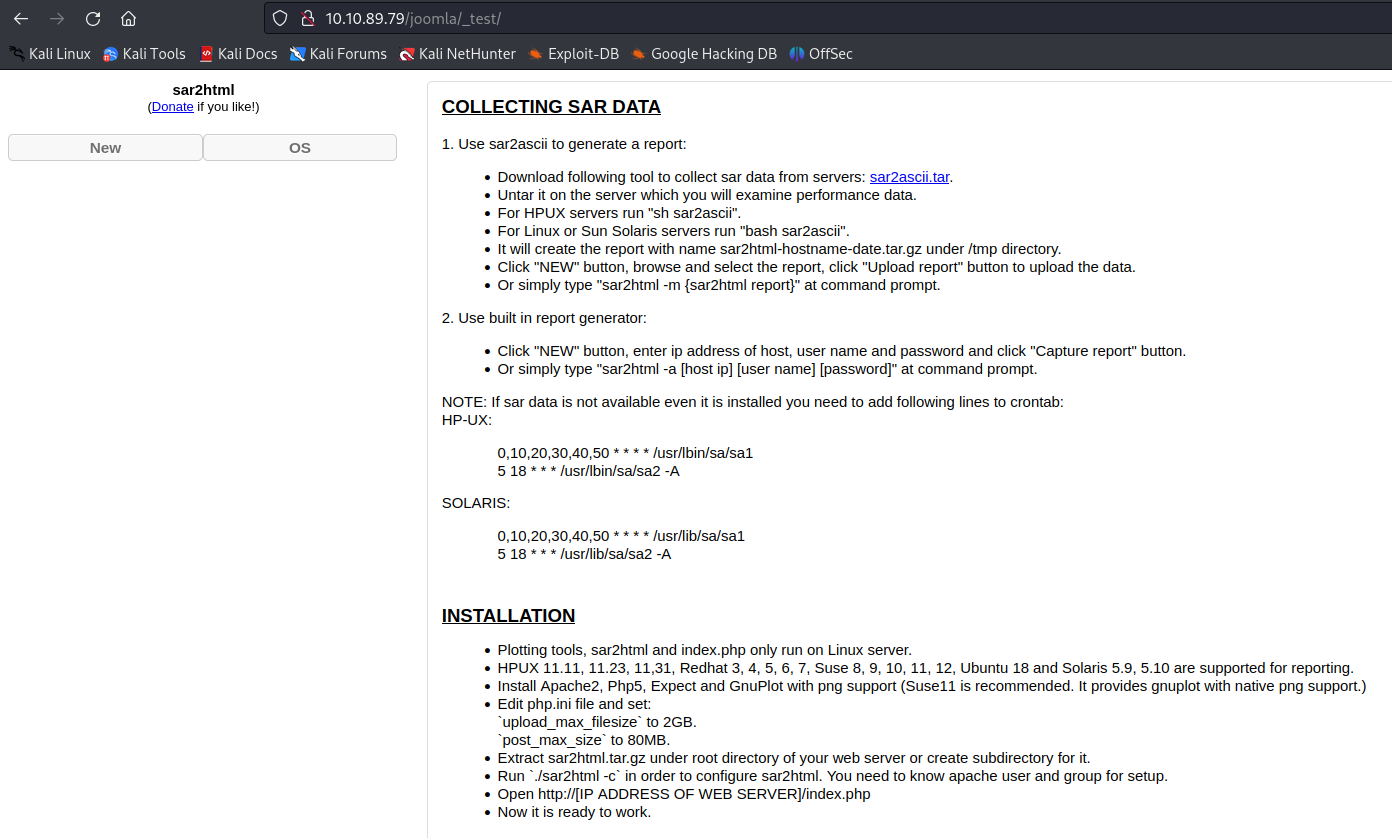 10.10.89.79/joomla/_test/
Kali Linux Kali Tools Kali Docs Kali Forums Kali NetHunter Exploit-DB Google Hacking DB OffSec
sar2html
(Donate if you like!)
New OS
COLLECTING SAR DATA
1. Use sar2ascii to generate a report:
• Download following tool to collect sar data from servers: sar2ascii.tar.
• Untar it on the server which you will examine performance data.
• For HPUX servers run "sh sar2ascii".
• For Linux or Sun Solaris servers run "bash sar2ascii".
• It will create the report with name sar2html-hostname-date.tar.gz under /tmp directory.
• Click "NEW" button, browse and select the report, click "Upload report" button to upload the data.
• Or simply type "sar2html -m {sar2html report}" at command prompt.
2. Use built in report generator:
• Click "NEW" button, enter ip address of host, user name and password and click "Capture report" button.
• Or simply type "sar2html -a [host ip] [user name] [password]" at command prompt.
NOTE: If sar data is not available even it is installed you need to add following lines to crontab:
HP-UX:
0,10,20,30,40,50 * * * * /usr/lbin/sa/sa1
5 18 * * * /usr/lbin/sa/sa2 -A
SOLARIS:
0,10,20,30,40,50 * * * * /usr/lib/sa/sa1
5 18 * * * /usr/lib/sa/sa2 -A
INSTALLATION
• Plotting tools, sar2html and index.php only run on Linux server.
• HPUX 11.11, 11.23, 11,31, Redhat 3, 4, 5, 6, 7, Suse 8, 9, 10, 11, 12, Ubuntu 18 and Solaris 5.9, 5.10 are supported for reporting.
• Install Apache2, Php5, Expect and GnuPlot with png support (Suse11 is recommended. It provides gnuplot with native png support.)
• Edit php.ini file and set:
`upload_max_filesize` to 2GB.
`post_max_size` to 80MB.
• Extract sar2html.tar.gz under root directory of your web server or create subdirectory for it.
• Run `./sar2html -c` in order to configure sar2html. You need to know apache user and group for setup.
• Open http://[IP ADDRESS OF WEB SERVER]/index.php
• Now it is ready to work.